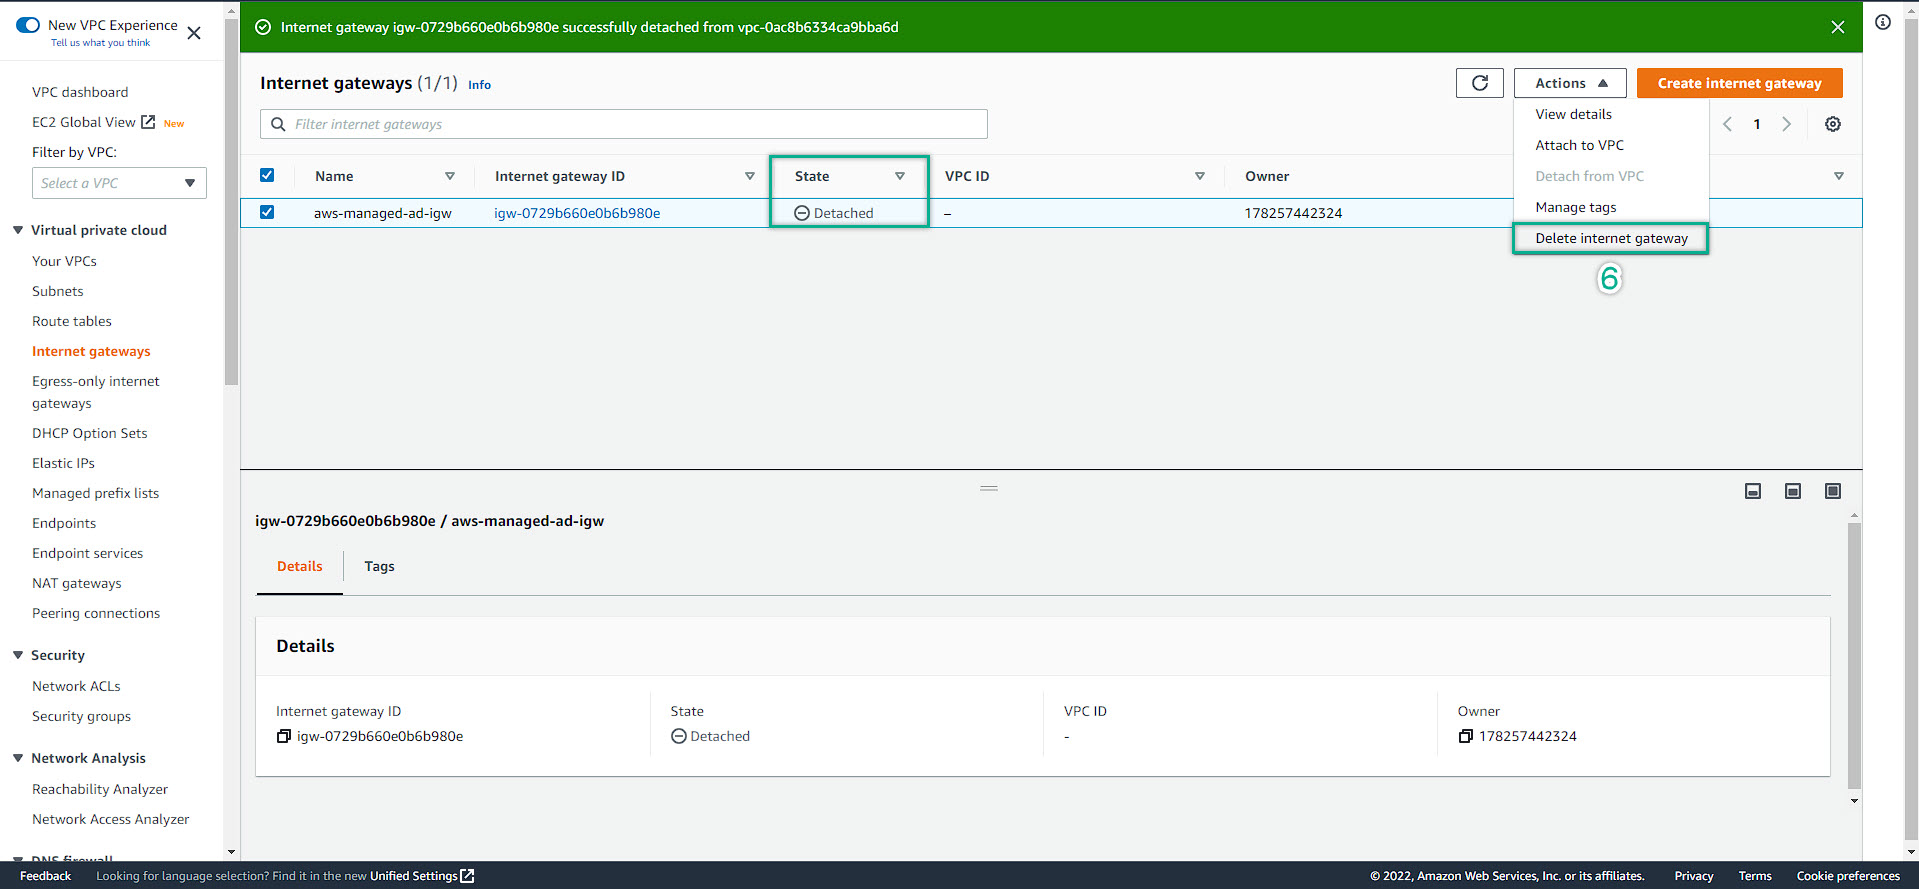 New VPC Experience
Tell us what you think
VPC dashboard
EC2 Global View New
Filter by VPC:
Select a VPC
Virtual private cloud
Your VPCs
Subnets
Route tables
Internet gateways
Egress-only internet
gateways
DHCP Option Sets
Elastic IPs
Managed prefix lists
Endpoints
Endpoint services
NAT gateways
Peering connections
Security
Network ACLs
Security groups
Network Analysis
Reachability Analyzer
Network Access Analyzer
DNS firewall
Internet gateway igw-0729b660e0b6b980e successfully detached from vpc-0ac8b6334ca9bba6d
Internet gateways (1/1) Info
Actions
Create internet gateway
Filter internet gateways
1
View details
Attach to VPC
Detach from VPC
Manage tags
Delete internet gateway
6
Name Internet gateway ID State VPC ID Owner
aws-managed-ad-igw igw-0729b660e0b6b980e Detached – 178257442324
igw-0729b660e0b6b980e / aws-managed-ad-igw
Details Tags
Details
Internet gateway ID State VPC ID Owner
igw-0729b660e0b6b980e Detached - 178257442324
Feedback Looking for language selection? Find it in the new Unified Settings © 2022, Amazon Web Services, Inc. or its affiliates. Privacy Terms Cookie preferences